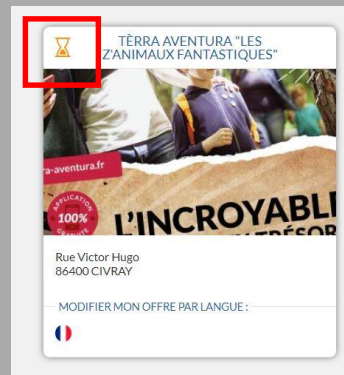 TÈRRA AVENTURA "LES
Z'ANIMAUX FANTASTIQUES"
a-aventura.fr
APPLICATION
100%
GRATUITE
L'INCROYABL
TRÉSOR
Rue Victor Hugo
86400 CIVRAY
MODIFIER MON OFFRE PAR LANGUE :